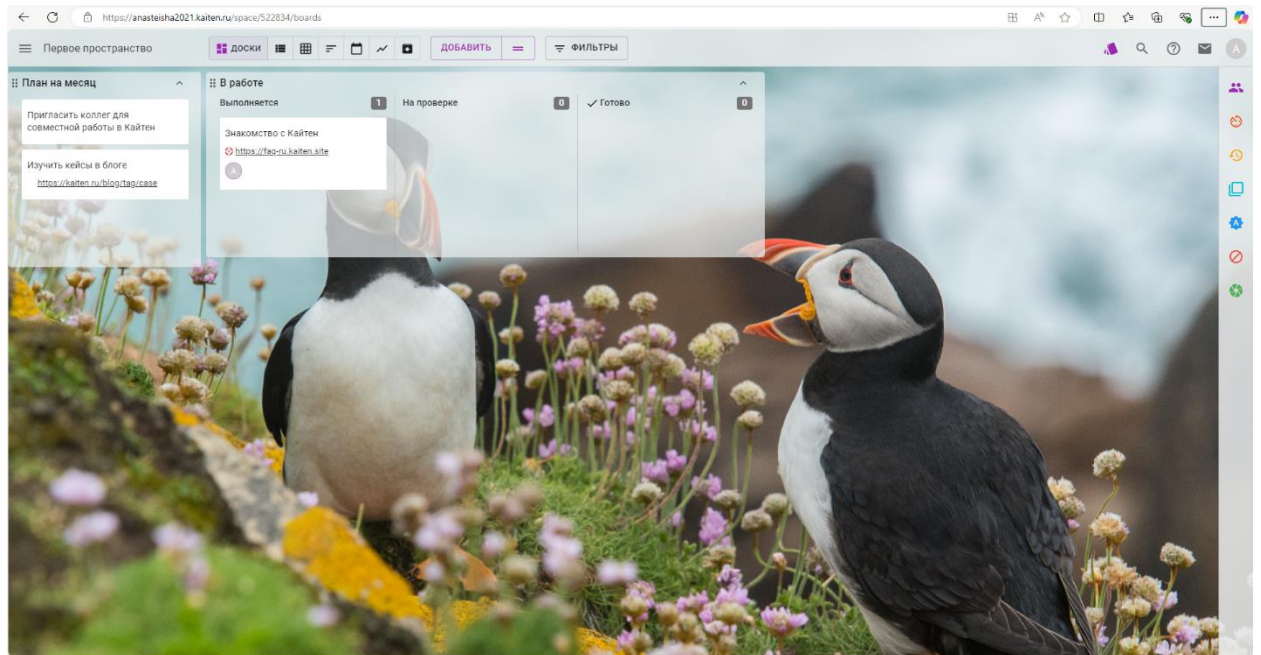 https://anasteisha2021.kaiten.ru/space/522834/boards
Первое пространство
ДОСКИ
ДОБАВИТЬ
ФИЛЬТРЫ
A
План на месяц
Пригласить коллег для
совместной работы в Кайтен
Изучить кейсы в блоге
https://kaiten.ru/blog/tag/case
В работе
Выполняется 1
На проверке 0
Готово 0
Знакомство с Кайтен
https://faq-ru.kaiten.site
A